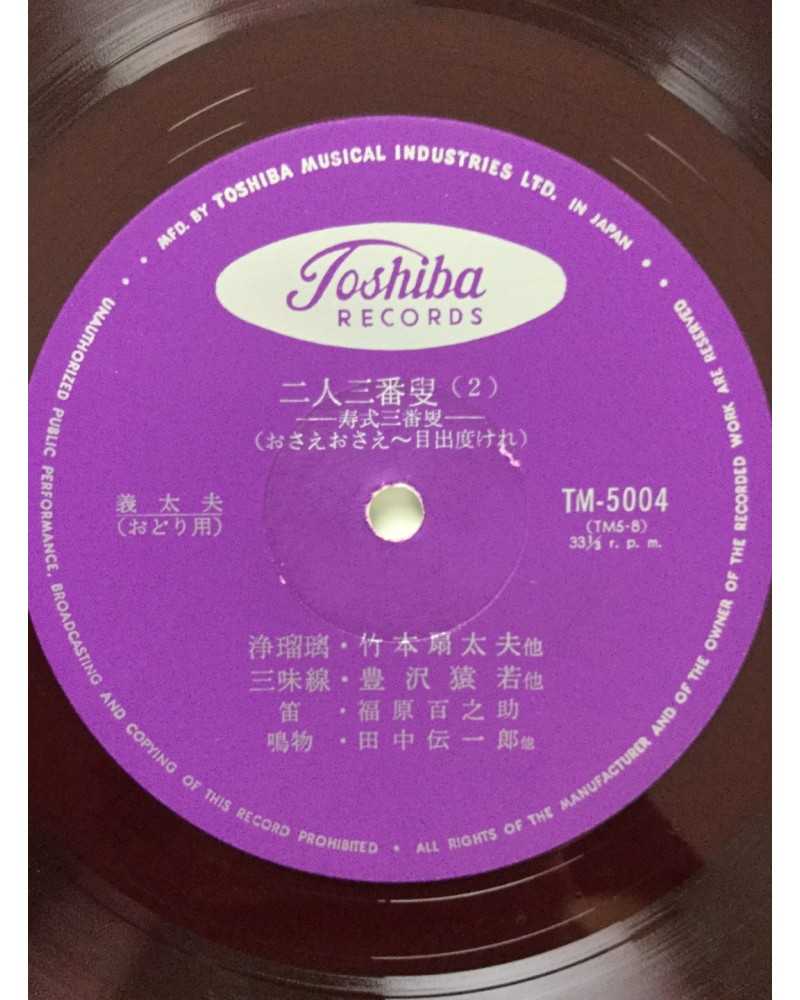 MFD. BY TOSHIBA MUSICAL INDUSTRIES LTD. IN JAPAN
Toshiba
RECORDS
二人三番叟(2)
—寿式三番叟—
(おさえおさえ〜目出度けれ)
義太夫
(おどり用)
TM-5004
(TM5-8)
33⅓ r. p. m.
浄瑠璃・竹本扇太夫他
三味線・豊沢猿若他
笛・福原百之助
鳴物・田中伝一郎他
UNAUTHORIZED PUBLIC PERFORMANCE, BROADCASTING AND COPYING OF THIS RECORD PROHIBITED • ALL RIGHTS OF THE MANUFACTURER AND OF THE OWNER OF THE RECORDED WORK ARE RESERVED